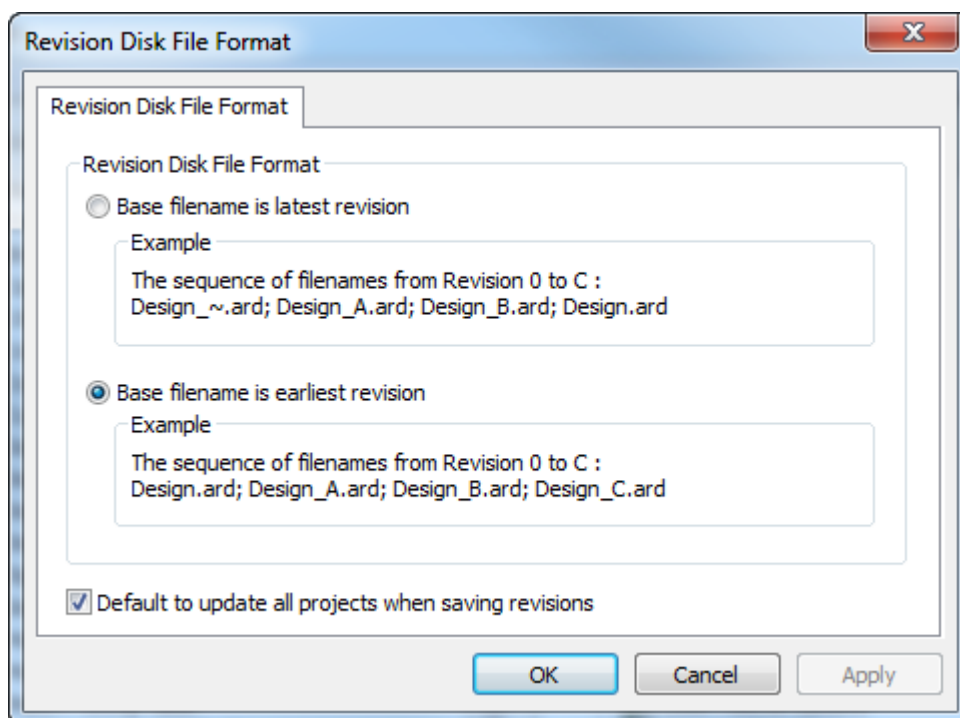 Revision Disk File Format
Revision Disk File Format
Revision Disk File Format
Base filename is latest revision
Example
The sequence of filenames from Revision 0 to C :
Design_~.ard; Design_A.ard; Design_B.ard; Design.ard
Base filename is earliest revision
Example
The sequence of filenames from Revision 0 to C :
Design.ard; Design_A.ard; Design_B.ard; Design_C.ard
Default to update all projects when saving revisions
OK Cancel Apply